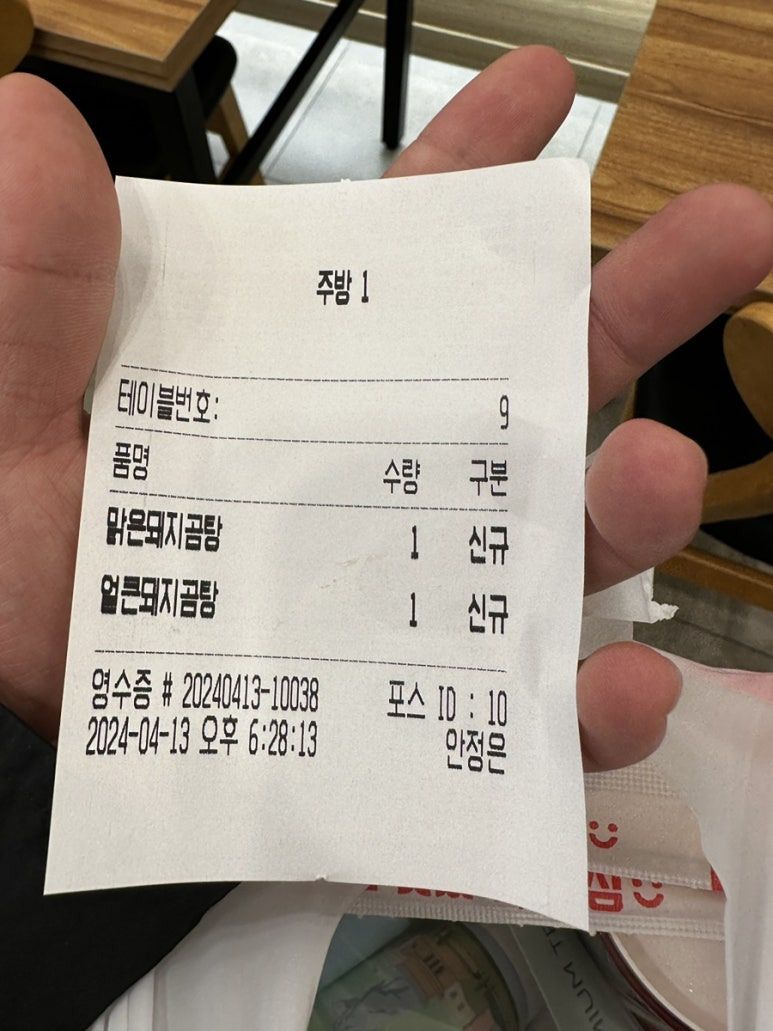 주방 1
테이블번호: 9
품명 수량 구분
맑은돼지곰탕 1 신규
얼큰돼지곰탕 1 신규
영수증 # 20240413-10038 포스 ID : 10
2024-04-13 오후 6:28:13 안정은
심